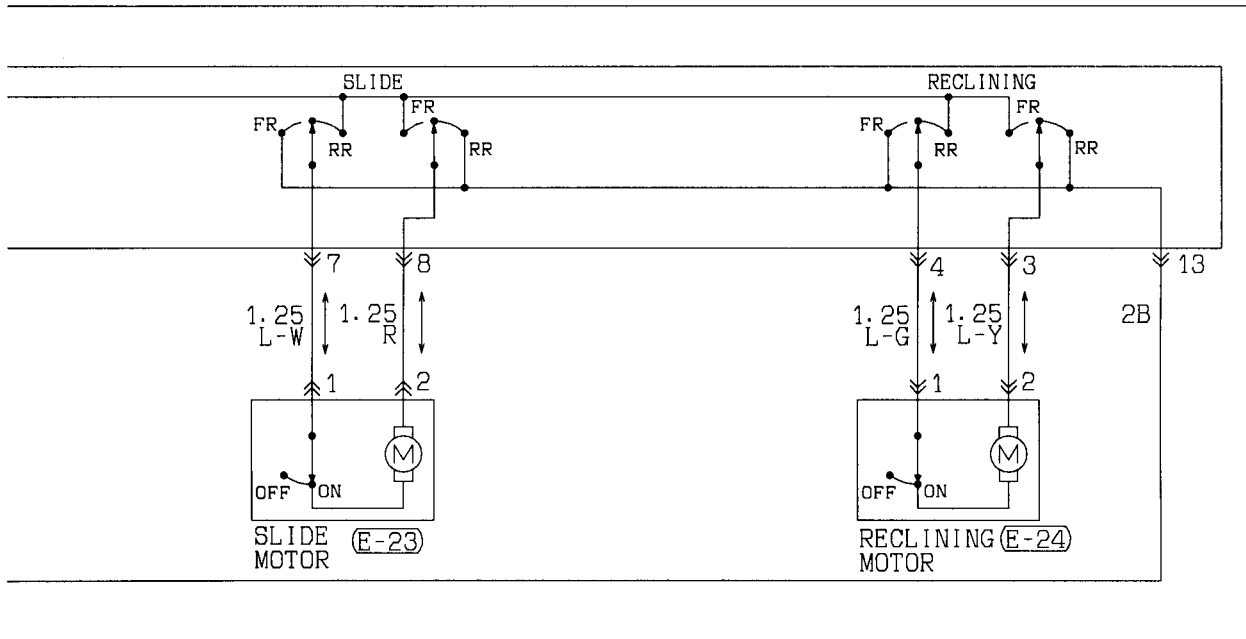 SLIDE
RECLINING
FR
FR
RR
RR
FR
FR
RR
RR
7
8
4
3
13
1.25
L-W
1.25
R
1.25
L-G
1.25
L-Y
2B
1
2
1
2
M
M
OFF
ON
OFF
ON
SLIDE
MOTOR
E-23
RECLINING
MOTOR
E-24